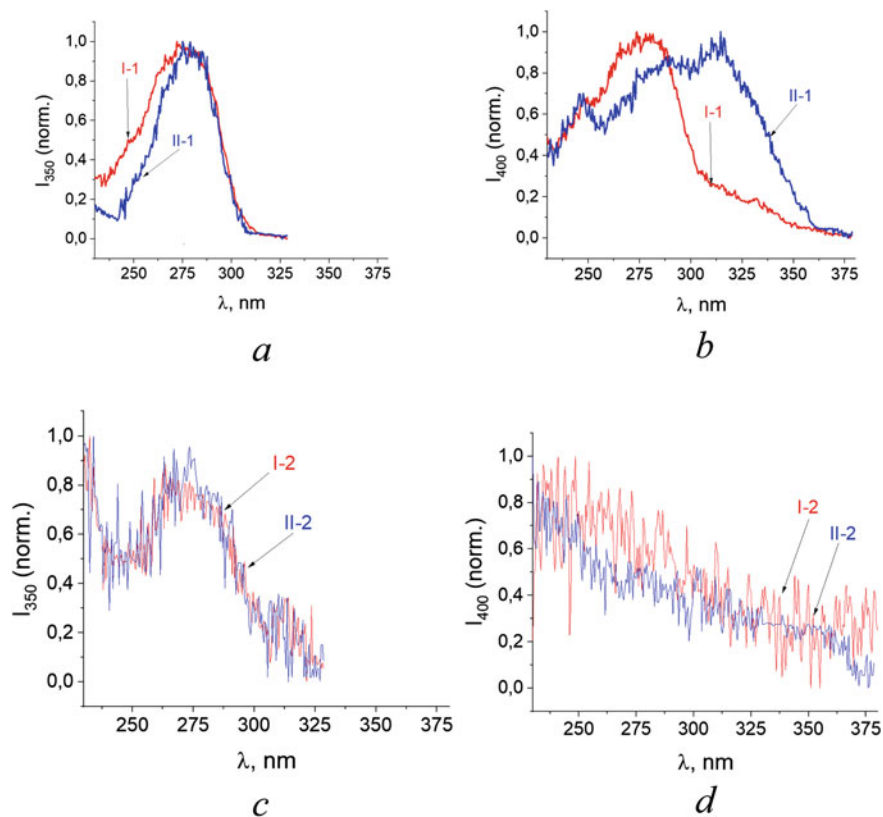 I₃₅₀ (norm.)
1,0
0,8
0,6
0,4
0,2
0,0
I-1
II-1
250 275 300 325 350 375
λ, nm
a
I₄₀₀ (norm.)
1,0
0,8
0,6
0,4
0,2
0,0
I-1
II-1
250 275 300 325 350 375
λ, nm
b
I₃₅₀ (norm.)
1,0
0,8
0,6
0,4
0,2
0,0
I-2
II-2
250 275 300 325 350 375
λ, nm
c
I₄₀₀ (norm.)
1,0
0,8
0,6
0,4
0,2
0,0
I-2
II-2
250 275 300 325 350 375
λ, nm
d